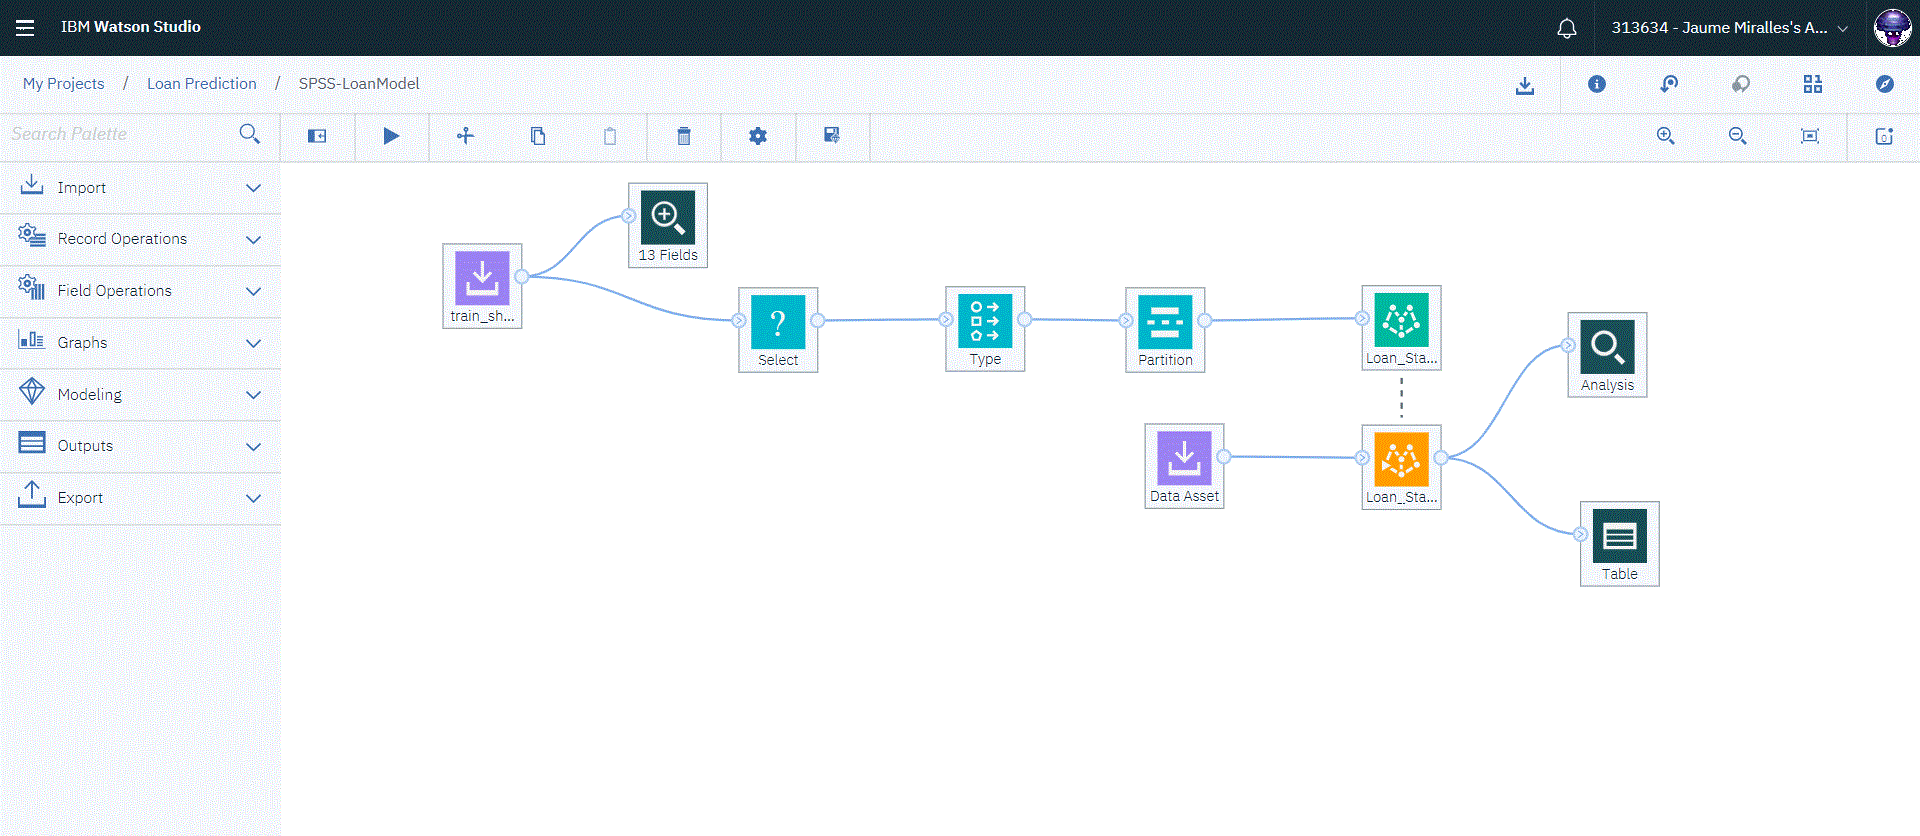 IBM Watson Studio
313634 - Jaume Miralles's A...
My Projects / Loan Prediction / SPSS-LoanModel
Search Palette
Import
Record Operations
Field Operations
Graphs
Modeling
Outputs
Export
13 Fields
train_sh...
?
Select
Type
Partition
Loan_Sta...
Analysis
Data Asset
Loan_Sta...
Table